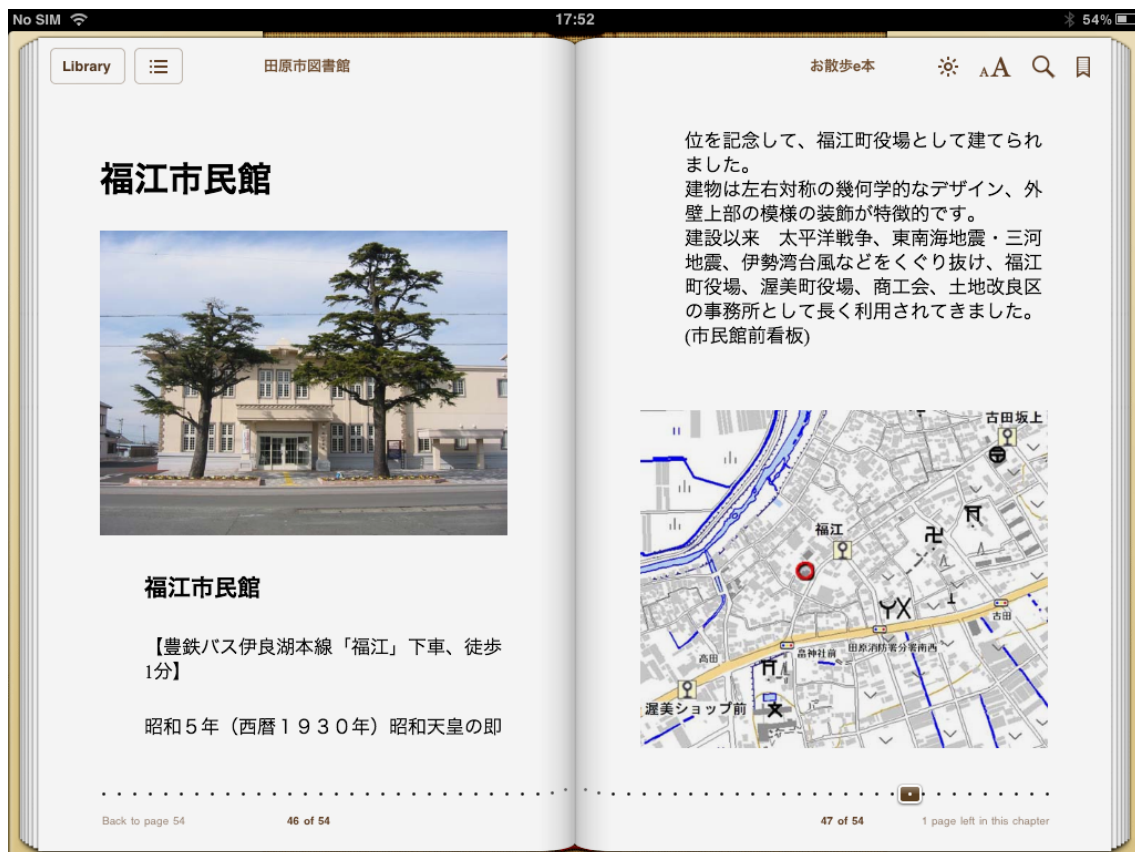 No SIM 17:52 54%
Library 田原市図書館 お散歩e本 AA
福江市民館
福江市民館
【豊鉄バス伊良湖本線「福江」下車、徒歩
1分】
昭和５年（西暦１９３０年）昭和天皇の即
Back to page 54 46 of 54
位を記念して、福江町役場として建てられ
ました。
建物は左右対称の幾何学的なデザイン、外
壁上部の模様の装飾が特徴的です。
建設以来　太平洋戦争、東南海地震・三河
地震、伊勢湾台風などをくぐり抜け、福江
町役場、渥美町役場、商工会、土地改良区
の事務所として長く利用されてきました。
(市民館前看板)
古田坂上
福江
古田
高田
畠神社前
田原消防署分署南西
渥美ショップ前
47 of 54 1 page left in this chapter